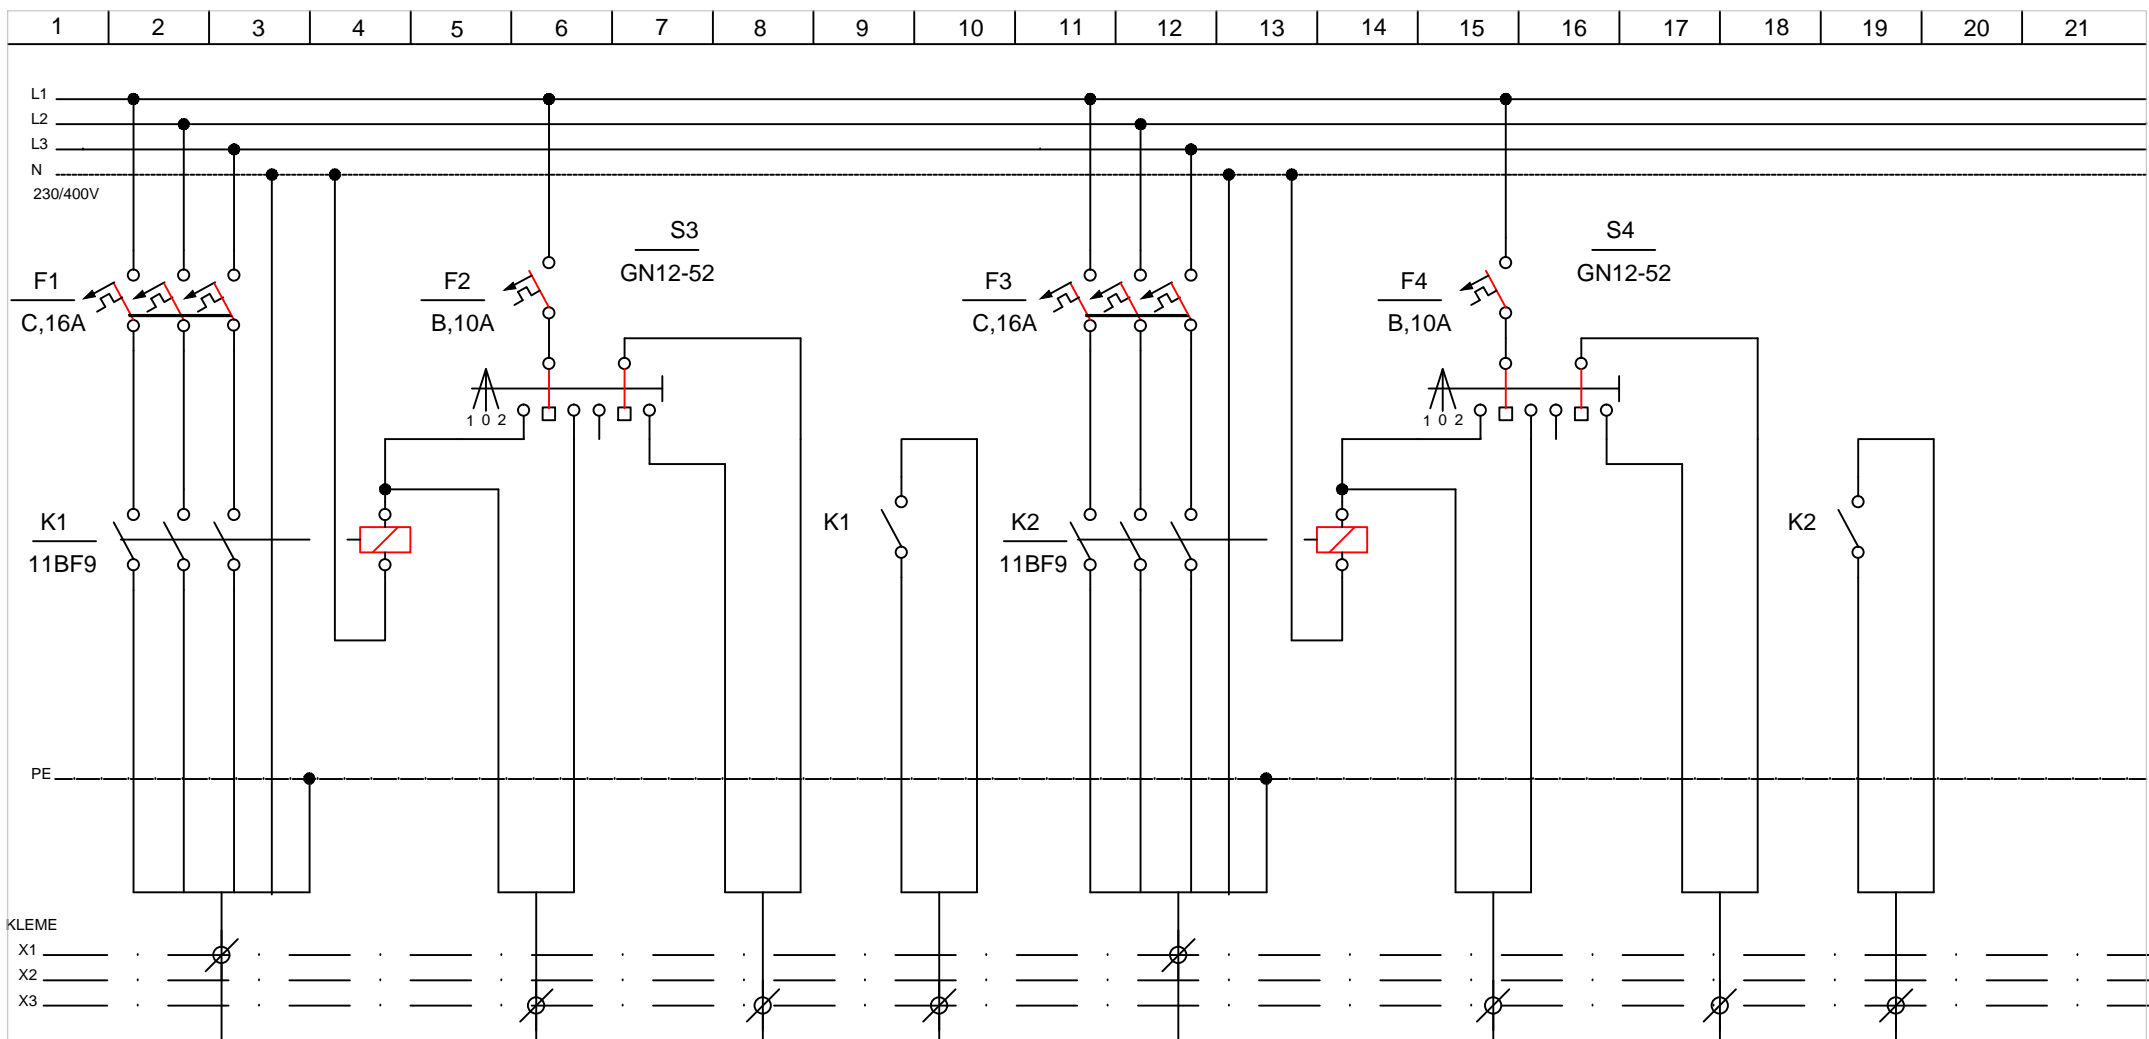 1 2 3 4 5 6 7 8 9 10 11 12 13 14 15 16 17 18 19 20 21
L1
L2
L3
N
230/400V
S3
GN12-52
S4
GN12-52
F1
C,16A
F2
B,10A
F3
C,16A
F4
B,10A
1 0 2
1 0 2
K1
11BF9
K1
K2
11BF9
K2
PE
KLEME
X1
X2
X3